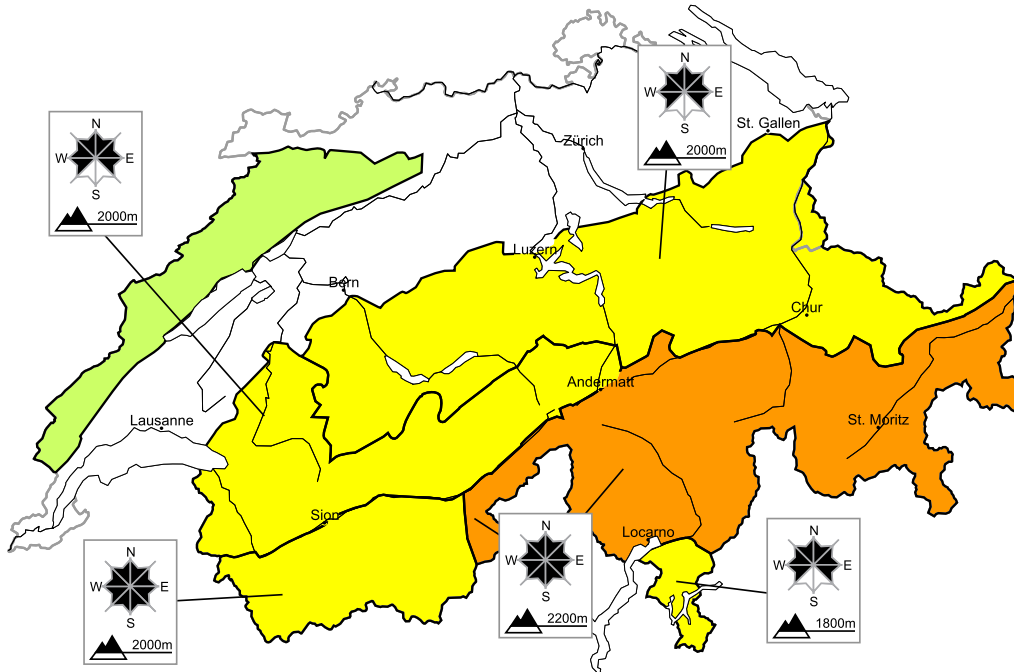 N
W E
S
2000m
St. Gallen
Zürich
N
W E
S
2000m
Luzern
Bern
Chur
Andermatt
Lausanne
St. Moritz
Sion
Locarno
N
W E
S
2200m
N
W E
S
1800m
N
W E
S
2000m